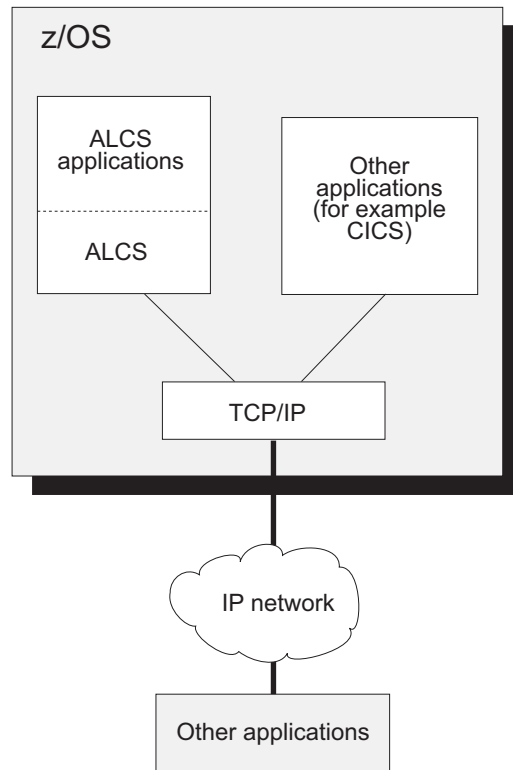 z/OS
ALCS
applications
ALCS
Other
applications
(for example
CICS)
TCP/IP
IP network
Other applications